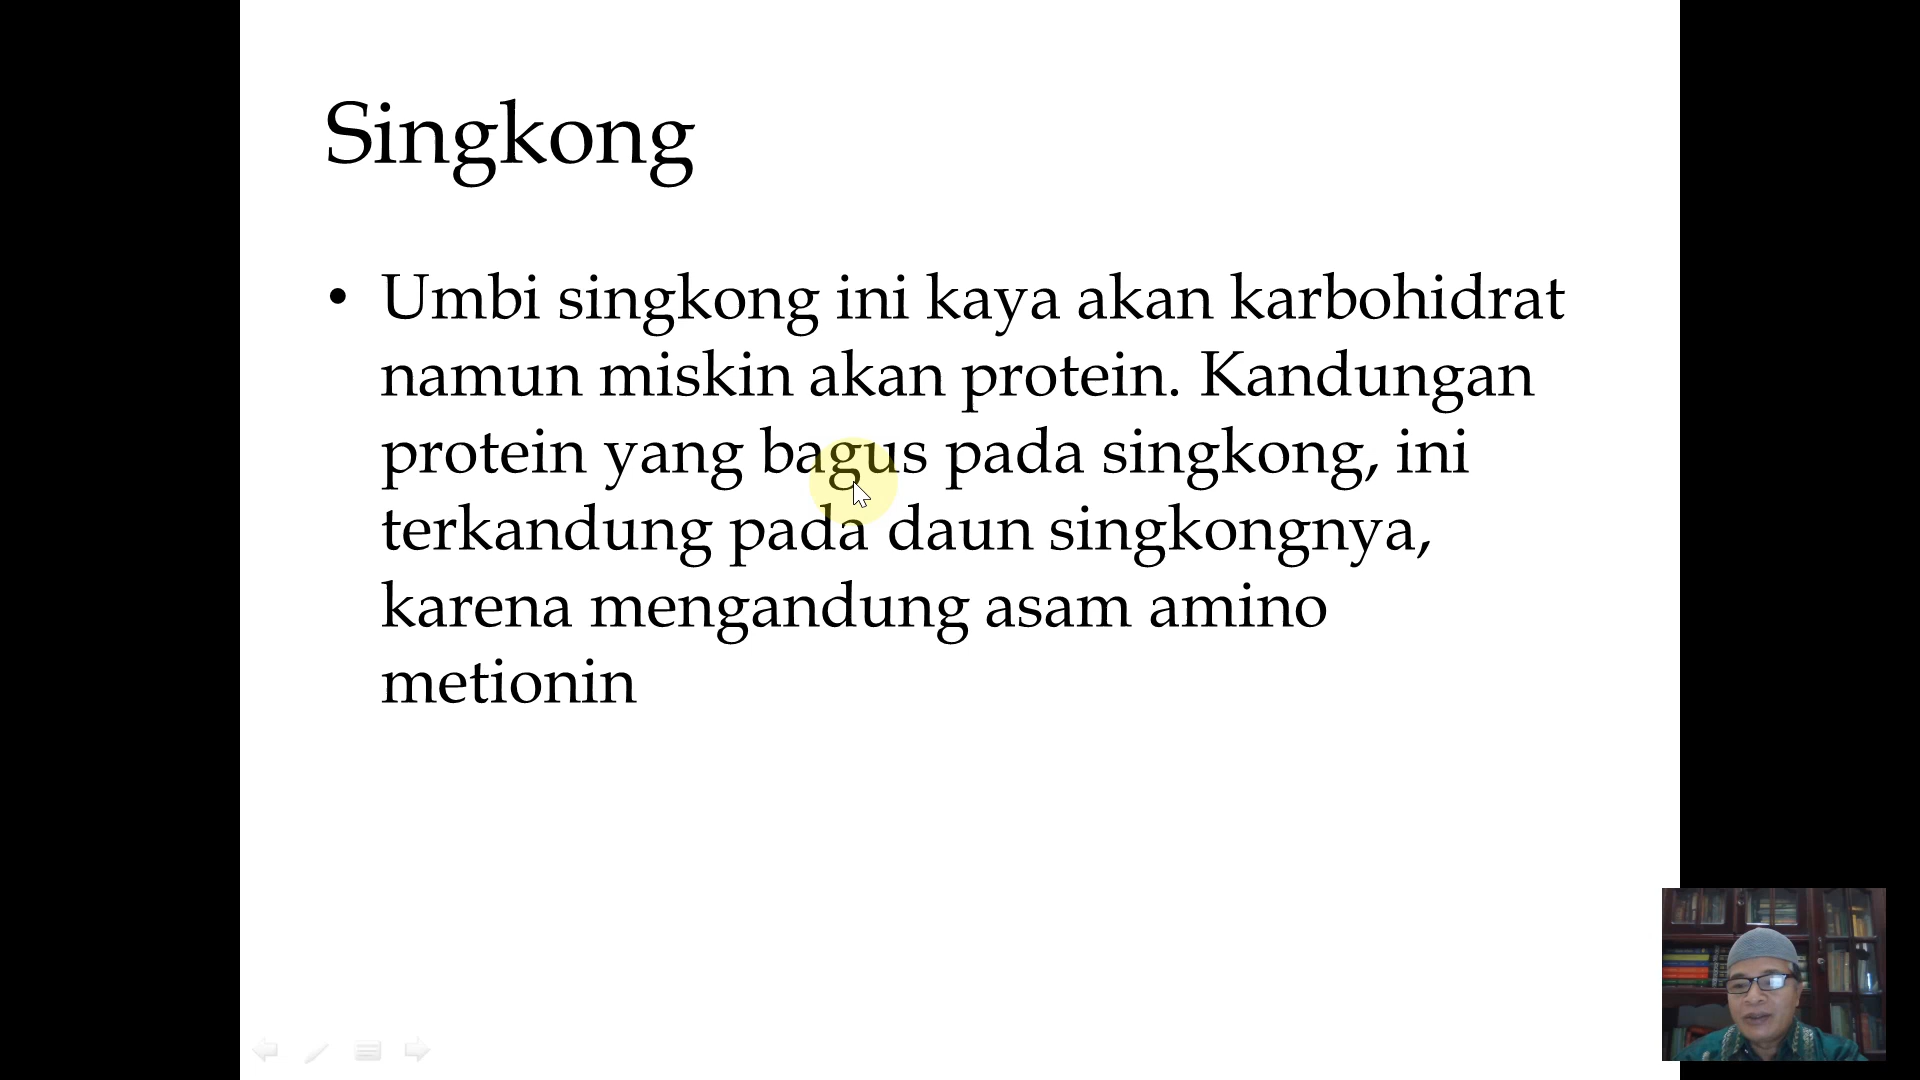 Singkong
• Umbi singkong ini kaya akan karbohidrat
namun miskin akan protein. Kandungan
protein yang bagus pada singkong, ini
terkandung pada daun singkongnya,
karena mengandung asam amino
metionin